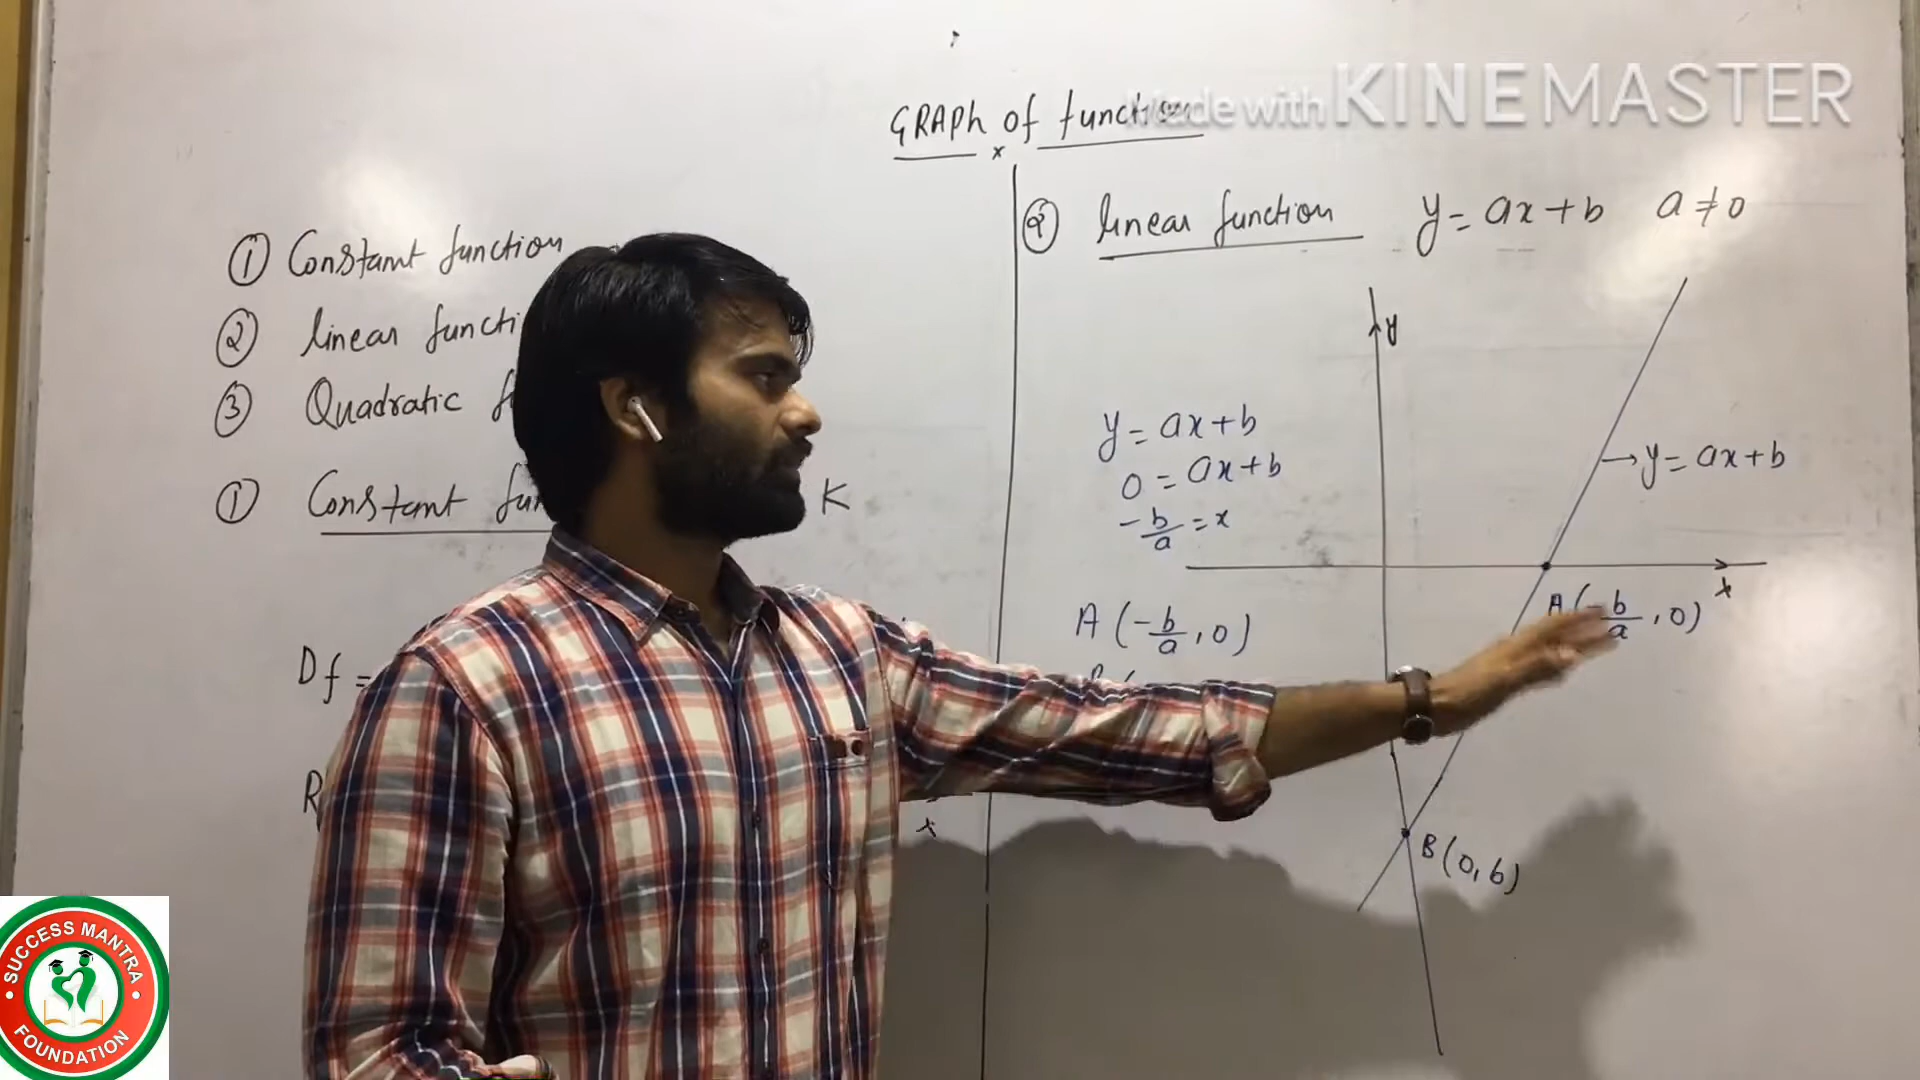 Made with KINEMASTER
GRAPh of function
① Constant function
② linear functi
③ Quadratic f
① Constant fun
K
Df =
R
x
② linear function y = ax + b a ≠ 0
y = ax + b
0 = ax + b
- b/a = x
A (- b/a , 0)
B (
y
→ y = ax + b
x
A (- b/a , 0)
B (0, b)
SUCCESS MANTRA
FOUNDATION